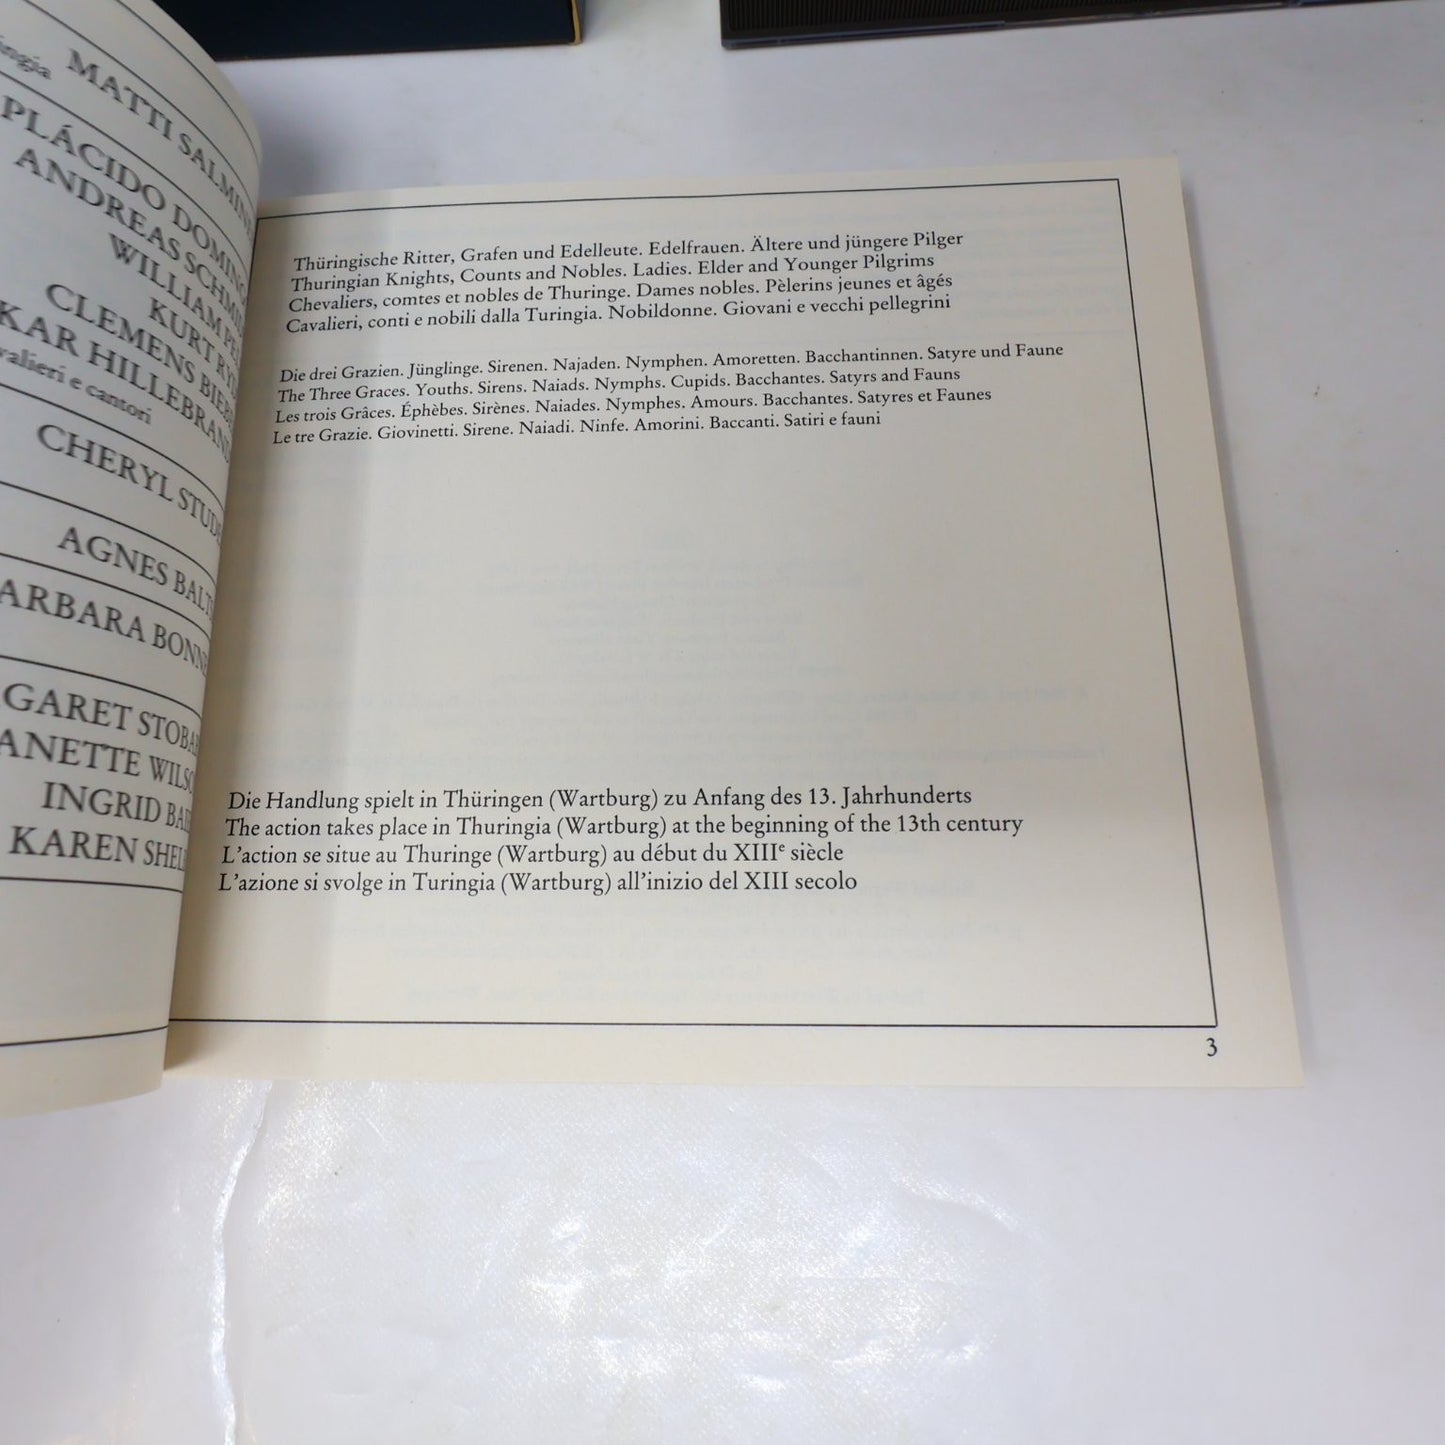 MATTI SALMIN
PLÁCIDO DOMINGO
ANDREAS SCHMI
WILLIAM PE
KURT RY
CLEMENS BIEB
KAR HILLEBRAND
valieri e cantori
CHERYL STUDE
AGNES BALT
ARBARA BONNE
GARET STOBA
ANETTE WILSO
INGRID BA
KAREN SHEL
Thüringische Ritter, Grafen und Edelleute. Edelfrauen. Ältere und jüngere Pilger
Thuringian Knights, Counts and Nobles. Ladies. Elder and Younger Pilgrims
Chevaliers, comtes et nobles de Thuringe. Dames nobles. Pèlerins jeunes et âgés
Cavalieri, conti e nobili dalla Turingia. Nobildonne. Giovani e vecchi pellegrini
Die drei Grazien. Jünglinge. Sirenen. Najaden. Nymphen. Amoretten. Bacchantinnen. Satyre und Faune
The Three Graces. Youths. Sirens. Naiads. Nymphs. Cupids. Bacchantes. Satyrs and Fauns
Les trois Grâces. Éphèbes. Sirènes. Naiades. Nymphes. Amours. Bacchantes. Satyres et Faunes
Le tre Grazie. Giovinetti. Sirene. Naiadi. Ninfe. Amorini. Baccanti. Satiri e fauni
Die Handlung spielt in Thüringen (Wartburg) zu Anfang des 13. Jahrhunderts
The action takes place in Thuringia (Wartburg) at the beginning of the 13th century
L'action se situe au Thuringe (Wartburg) au début du XIIIe siècle
L'azione si svolge in Turingia (Wartburg) all'inizio del XIII secolo
3